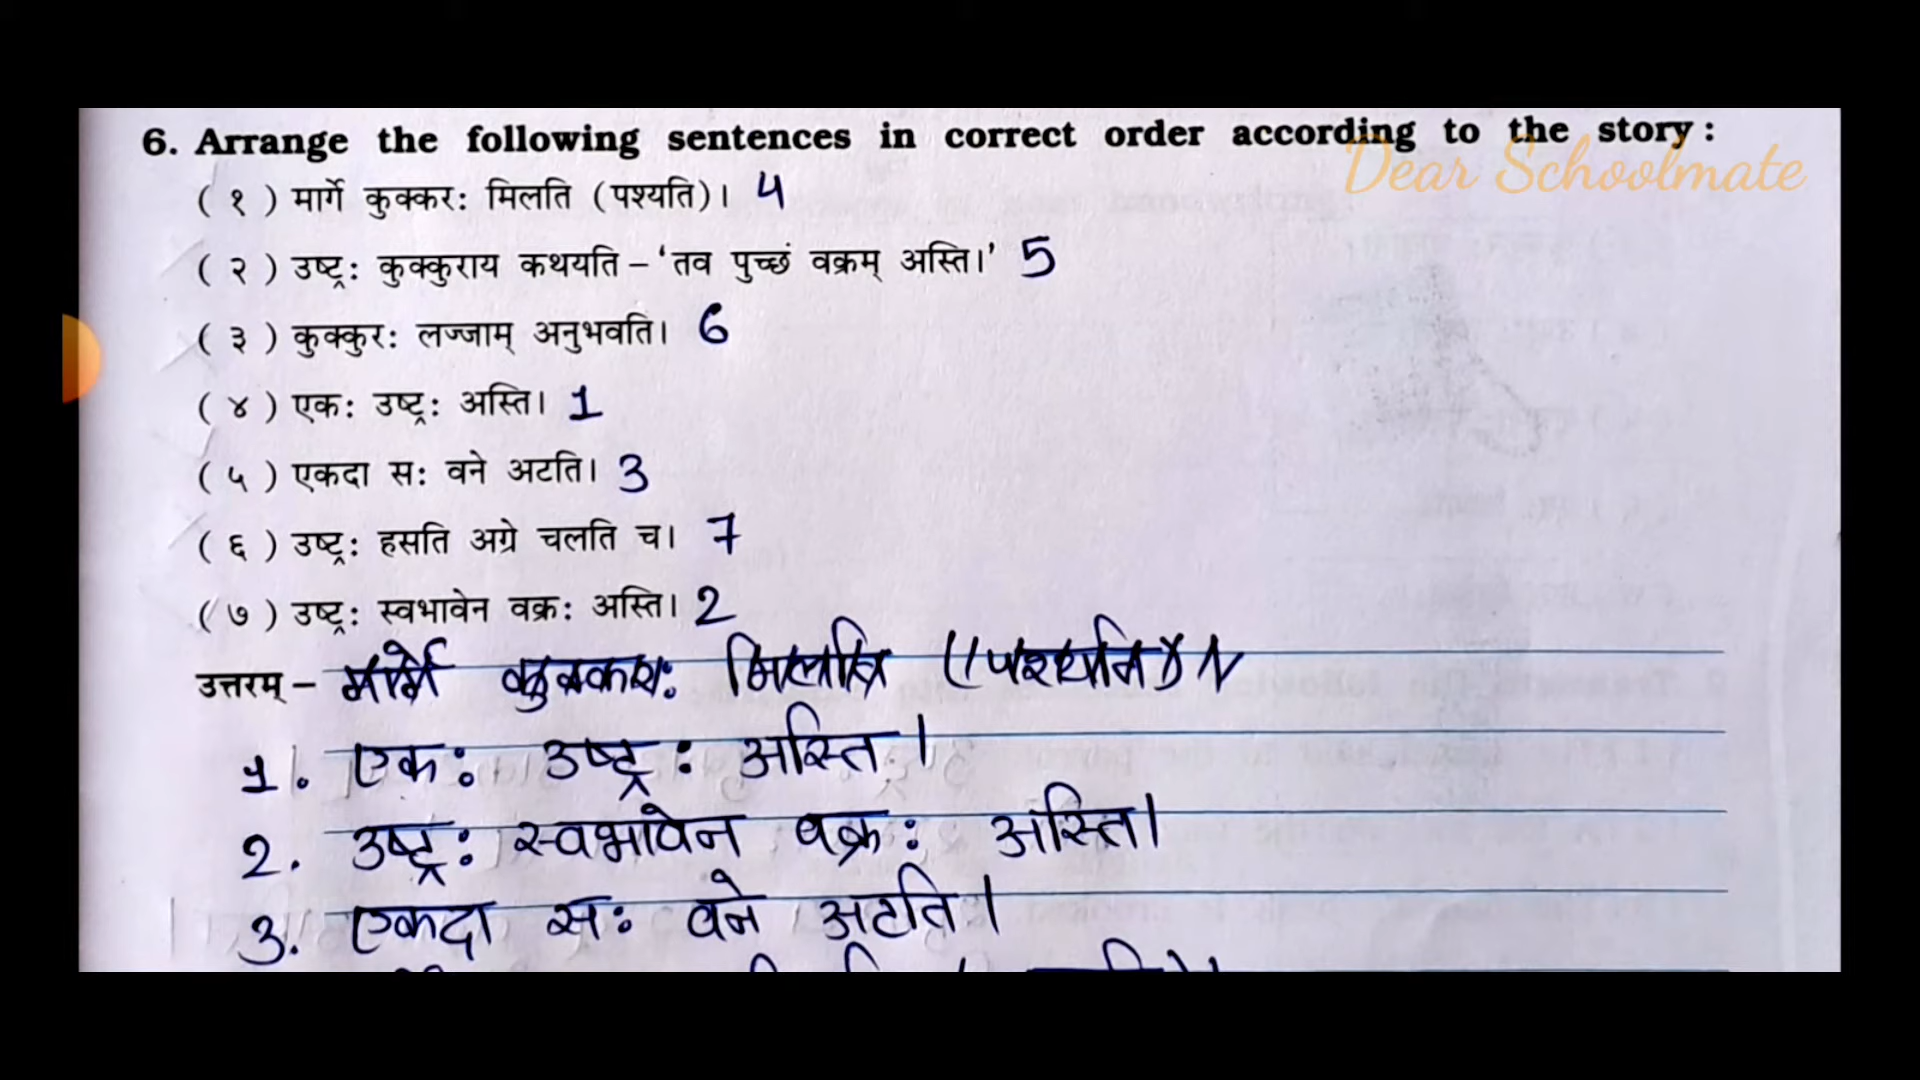 Dear Schoolmate
6. Arrange the following sentences in correct order according to the story :
( १ ) मार्गे कुक्करः मिलति (पश्यति)। 4
( २ ) उष्ट्रः कुक्कुराय कथयति – ‘तव पुच्छं वक्रम् अस्ति।’ 5
( ३ ) कुक्कुरः लज्जाम् अनुभवति। 6
( ४ ) एकः उष्ट्रः अस्ति। 1
( ५ ) एकदा सः वने अटति। 3
( ६ ) उष्ट्रः हसति अग्रे चलति च। 7
( ७ ) उष्ट्रः स्वभावेन वक्रः अस्ति। 2
उत्तरम् – मार्गे कुक्करः मिलति (पश्यति)
1. एकः उष्ट्रः अस्ति।
2. उष्ट्रः स्वभावेन वक्रः अस्ति।
3. एकदा सः वने अटति।